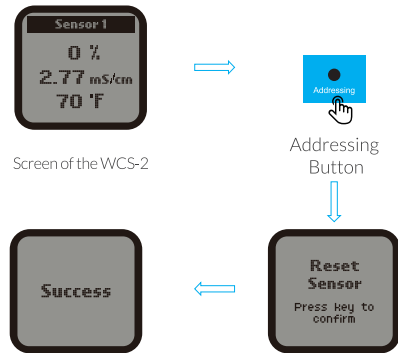 Sensor 1
0 %
2.77 mS/cm
70 °F
Screen of the WCS-2
Addressing
Addressing
Button
Reset
Sensor
Press key to
confirm
Success